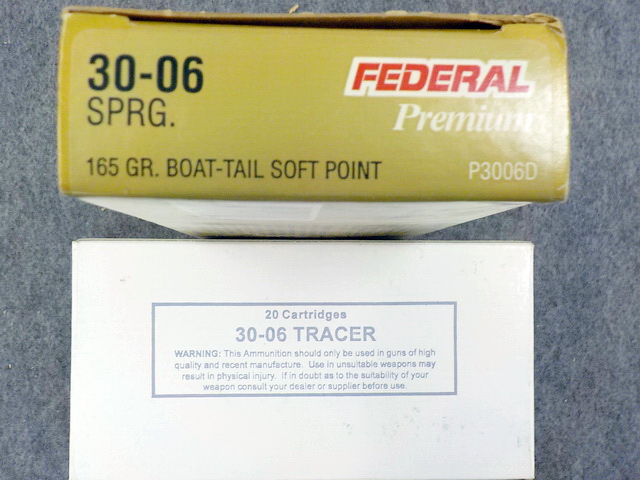 30-06
SPRG.
FEDERAL
Premium
165 GR. BOAT-TAIL SOFT POINT
P3006D
20 Cartridges
30-06 TRACER
WARNING: This Ammunition should only be used in guns of high
quality and recent manufacture. Use in unsuitable weapons may
result in physical injury. If in doubt as to the suitability of your
weapon consult your dealer or supplier before use.